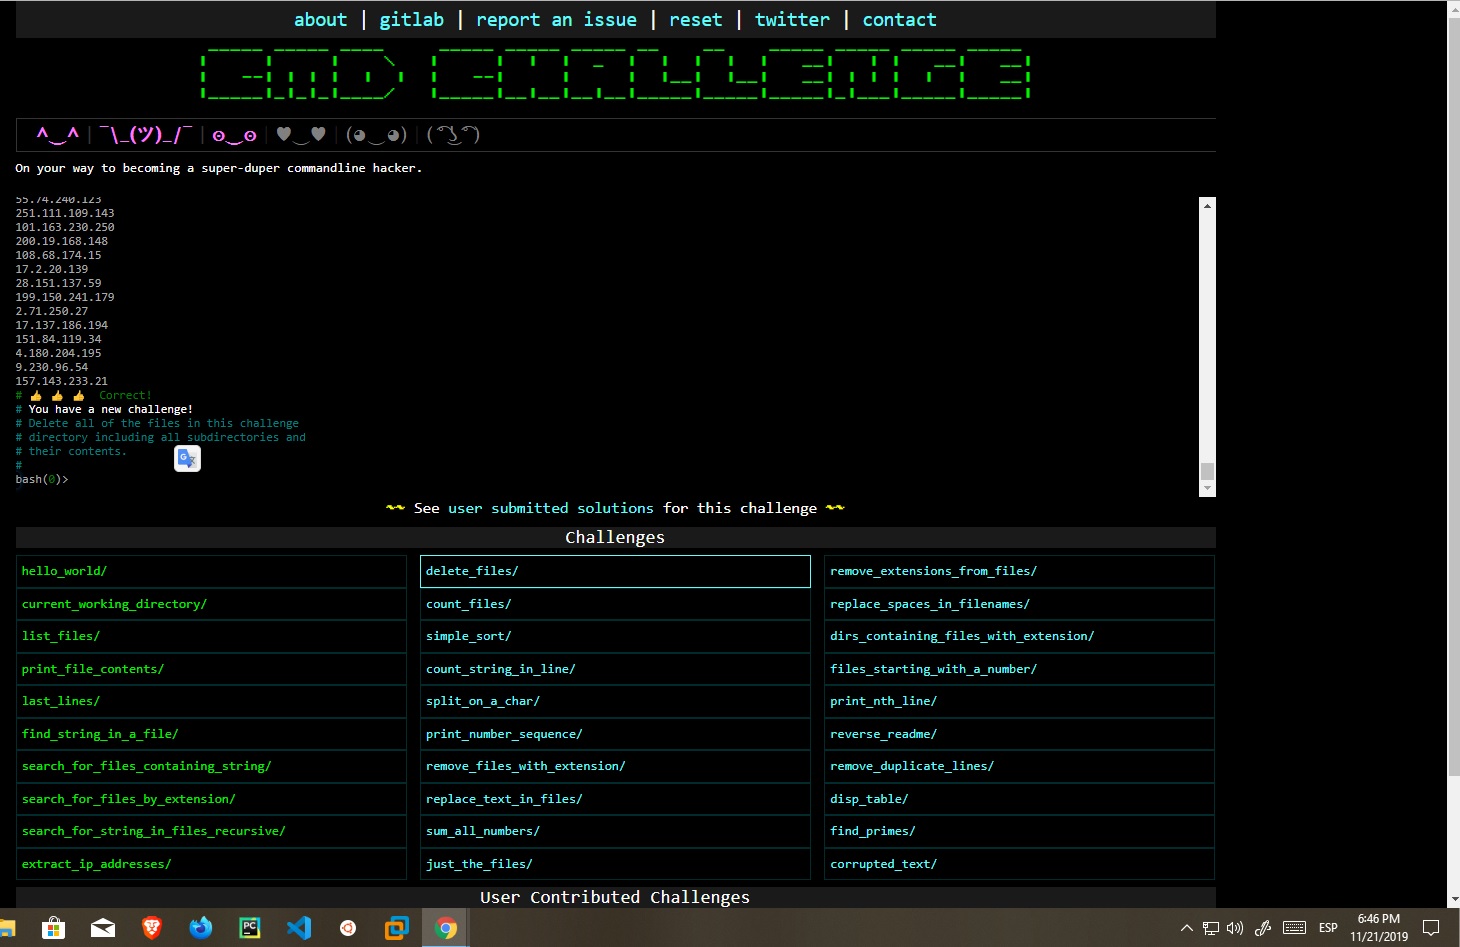 about | gitlab | report an issue | reset | twitter | contact
CMD CHALLENGE
^‿^ | ¯\_(ツ)_/¯ | ʘ‿ʘ | ♥‿♥ | (◕‿◕) | ( ͡° ͜ʖ ͡°)
On your way to becoming a super-duper commandline hacker.
55.74.240.123
251.111.109.143
101.163.230.250
200.19.168.148
108.68.174.15
17.2.20.139
28.151.137.59
199.150.241.179
2.71.250.27
17.137.186.194
151.84.119.34
4.180.204.195
9.230.96.54
157.143.233.21
# 👍 👍 👍 Correct!
# You have a new challenge!
# Delete all of the files in this challenge
# directory including all subdirectories and
# their contents.
#
bash(0)>
~~ See user submitted solutions for this challenge ~~
Challenges
hello_world/ delete_files/ remove_extensions_from_files/
current_working_directory/ count_files/ replace_spaces_in_filenames/
list_files/ simple_sort/ dirs_containing_files_with_extension/
print_file_contents/ count_string_in_line/ files_starting_with_a_number/
last_lines/ split_on_a_char/ print_nth_line/
find_string_in_a_file/ print_number_sequence/ reverse_readme/
search_for_files_containing_string/ remove_files_with_extension/ remove_duplicate_lines/
search_for_files_by_extension/ replace_text_in_files/ disp_table/
search_for_string_in_files_recursive/ sum_all_numbers/ find_primes/
extract_ip_addresses/ just_the_files/ corrupted_text/
User Contributed Challenges
PC
ESP
6:46 PM
11/21/2019